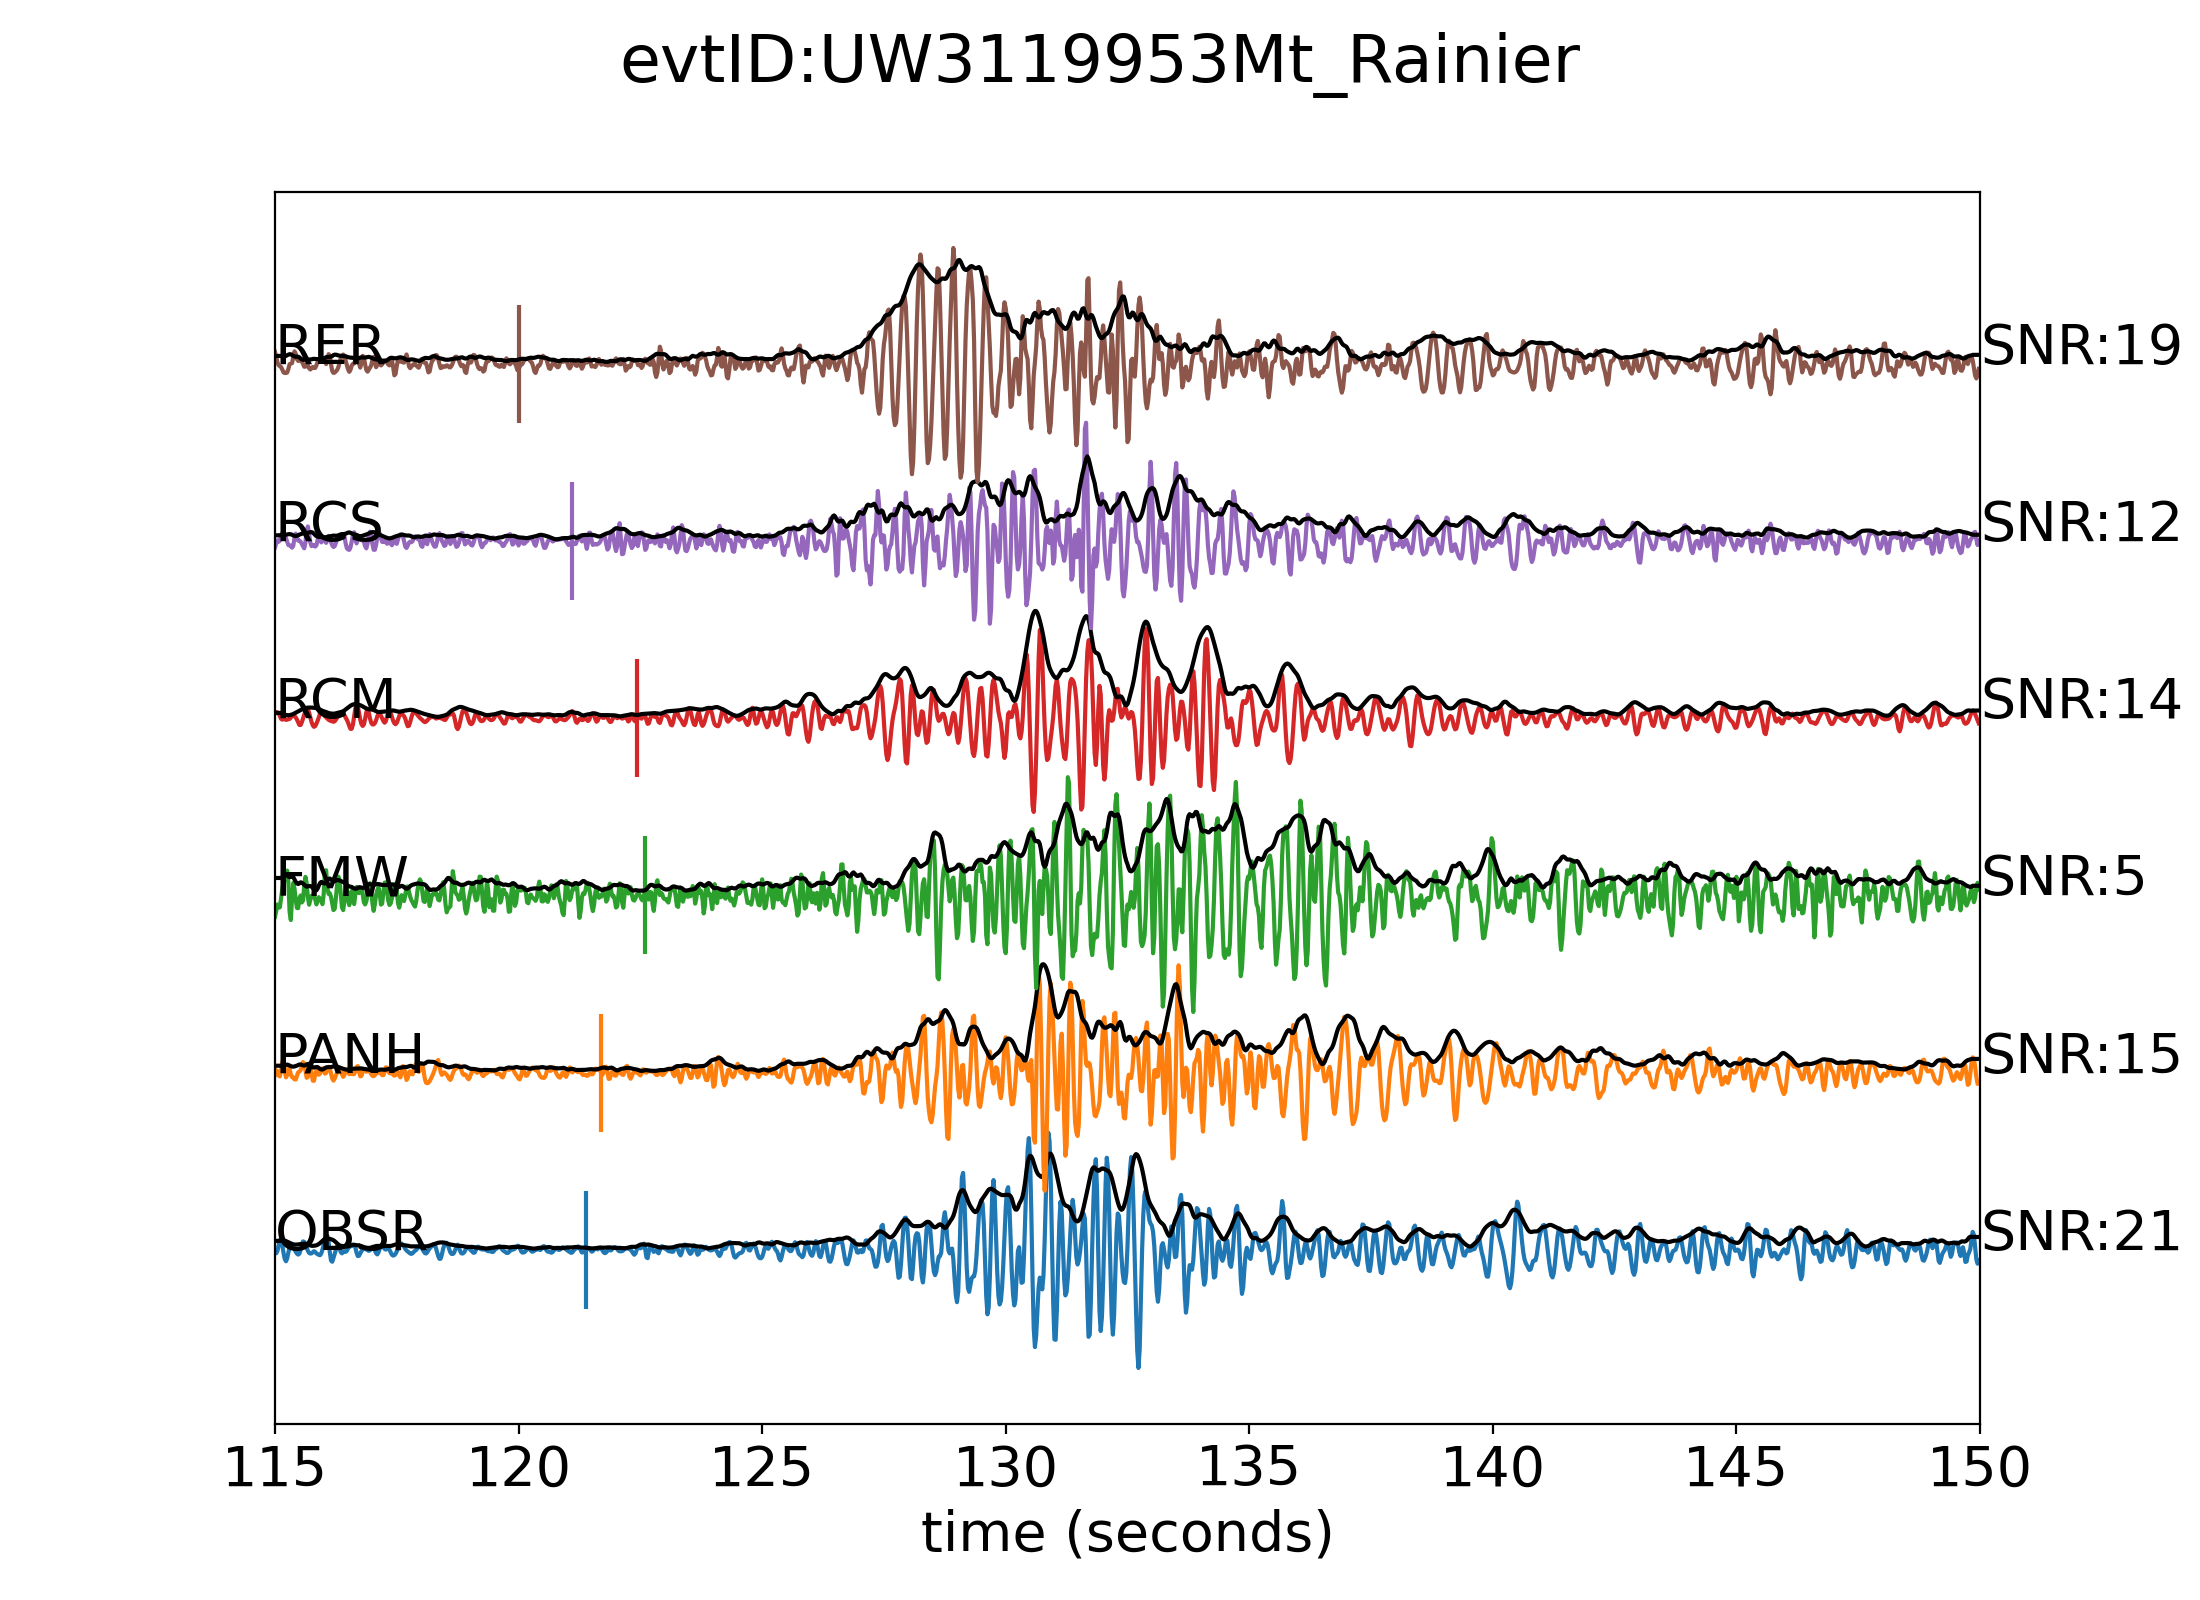 evtID:UW3119953Mt_Rainier
RER SNR:19
RCS SNR:12
RCM SNR:14
FMW SNR:5
PANH SNR:15
OBSR SNR:21
115 120 125 130 135 140 145 150
time (seconds)